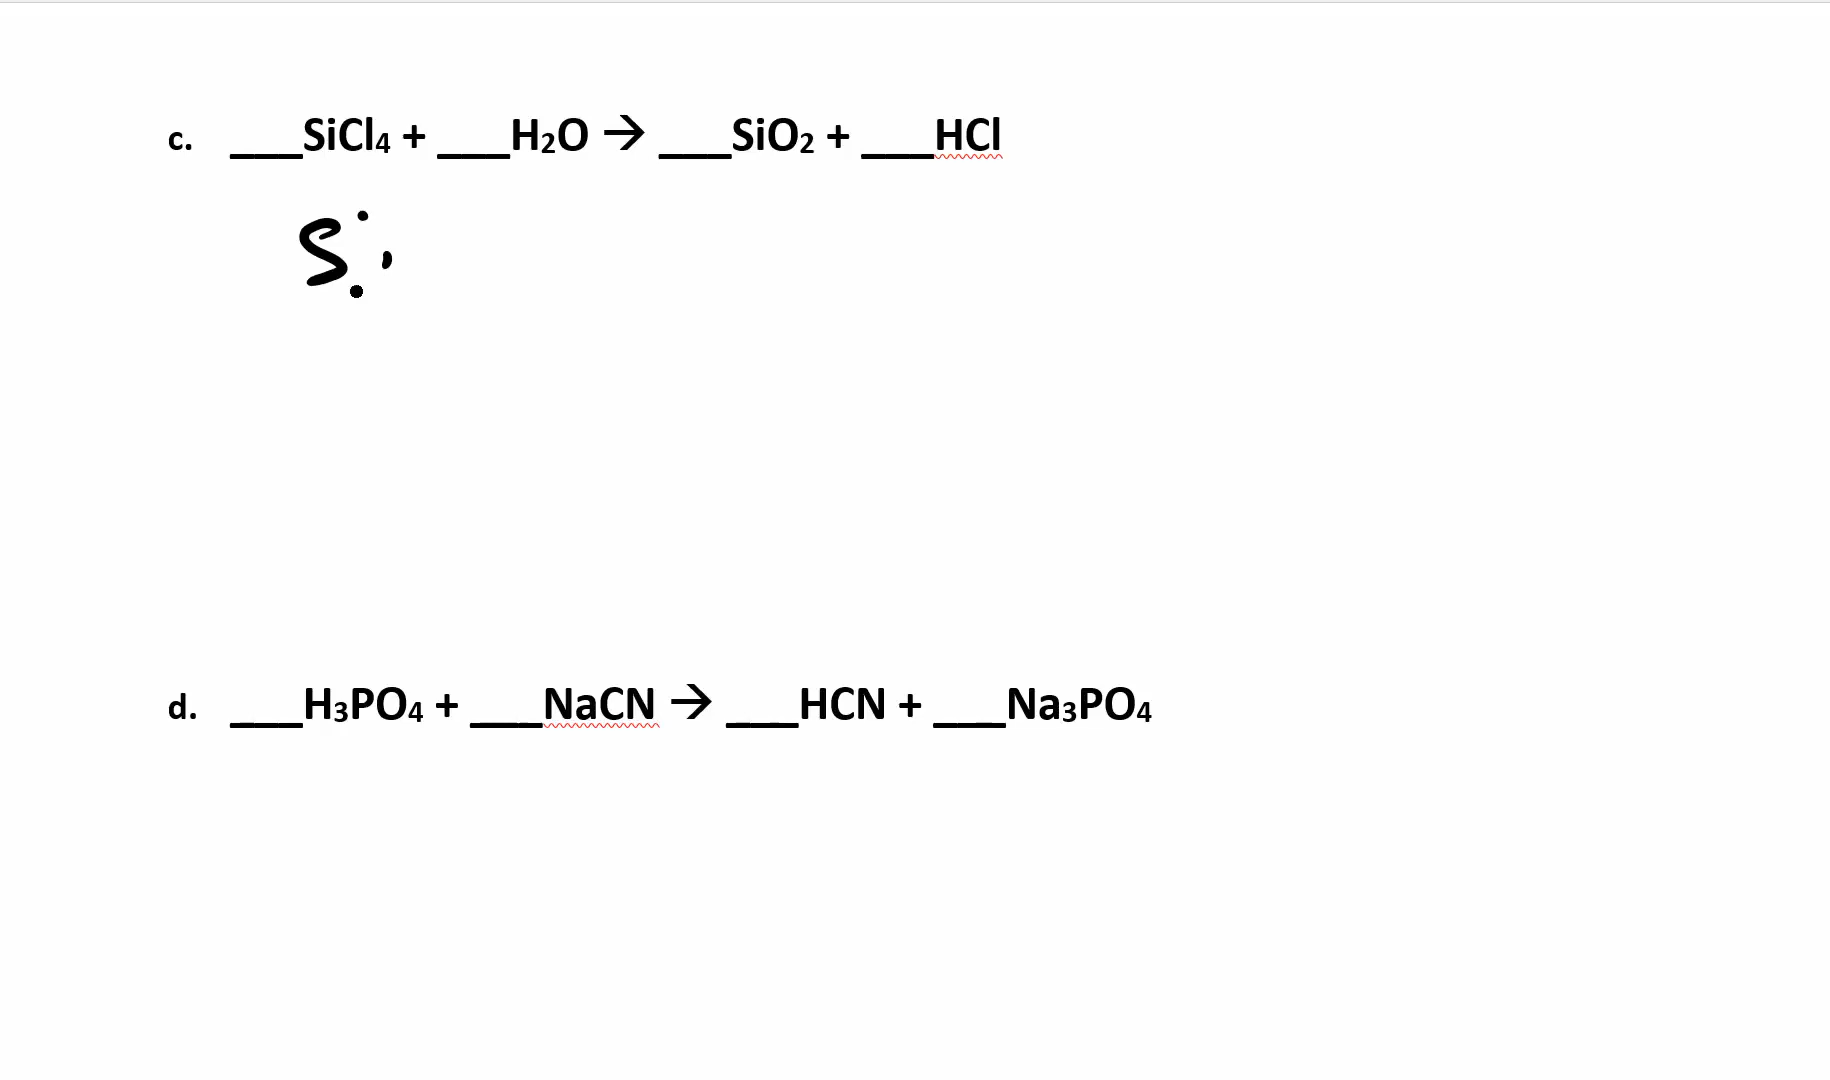 c. ___SiCl₄ + ___H₂O → ___SiO₂ + ___HCl
Si
d. ___H₃PO₄ + ___NaCN → ___HCN + ___Na₃PO₄